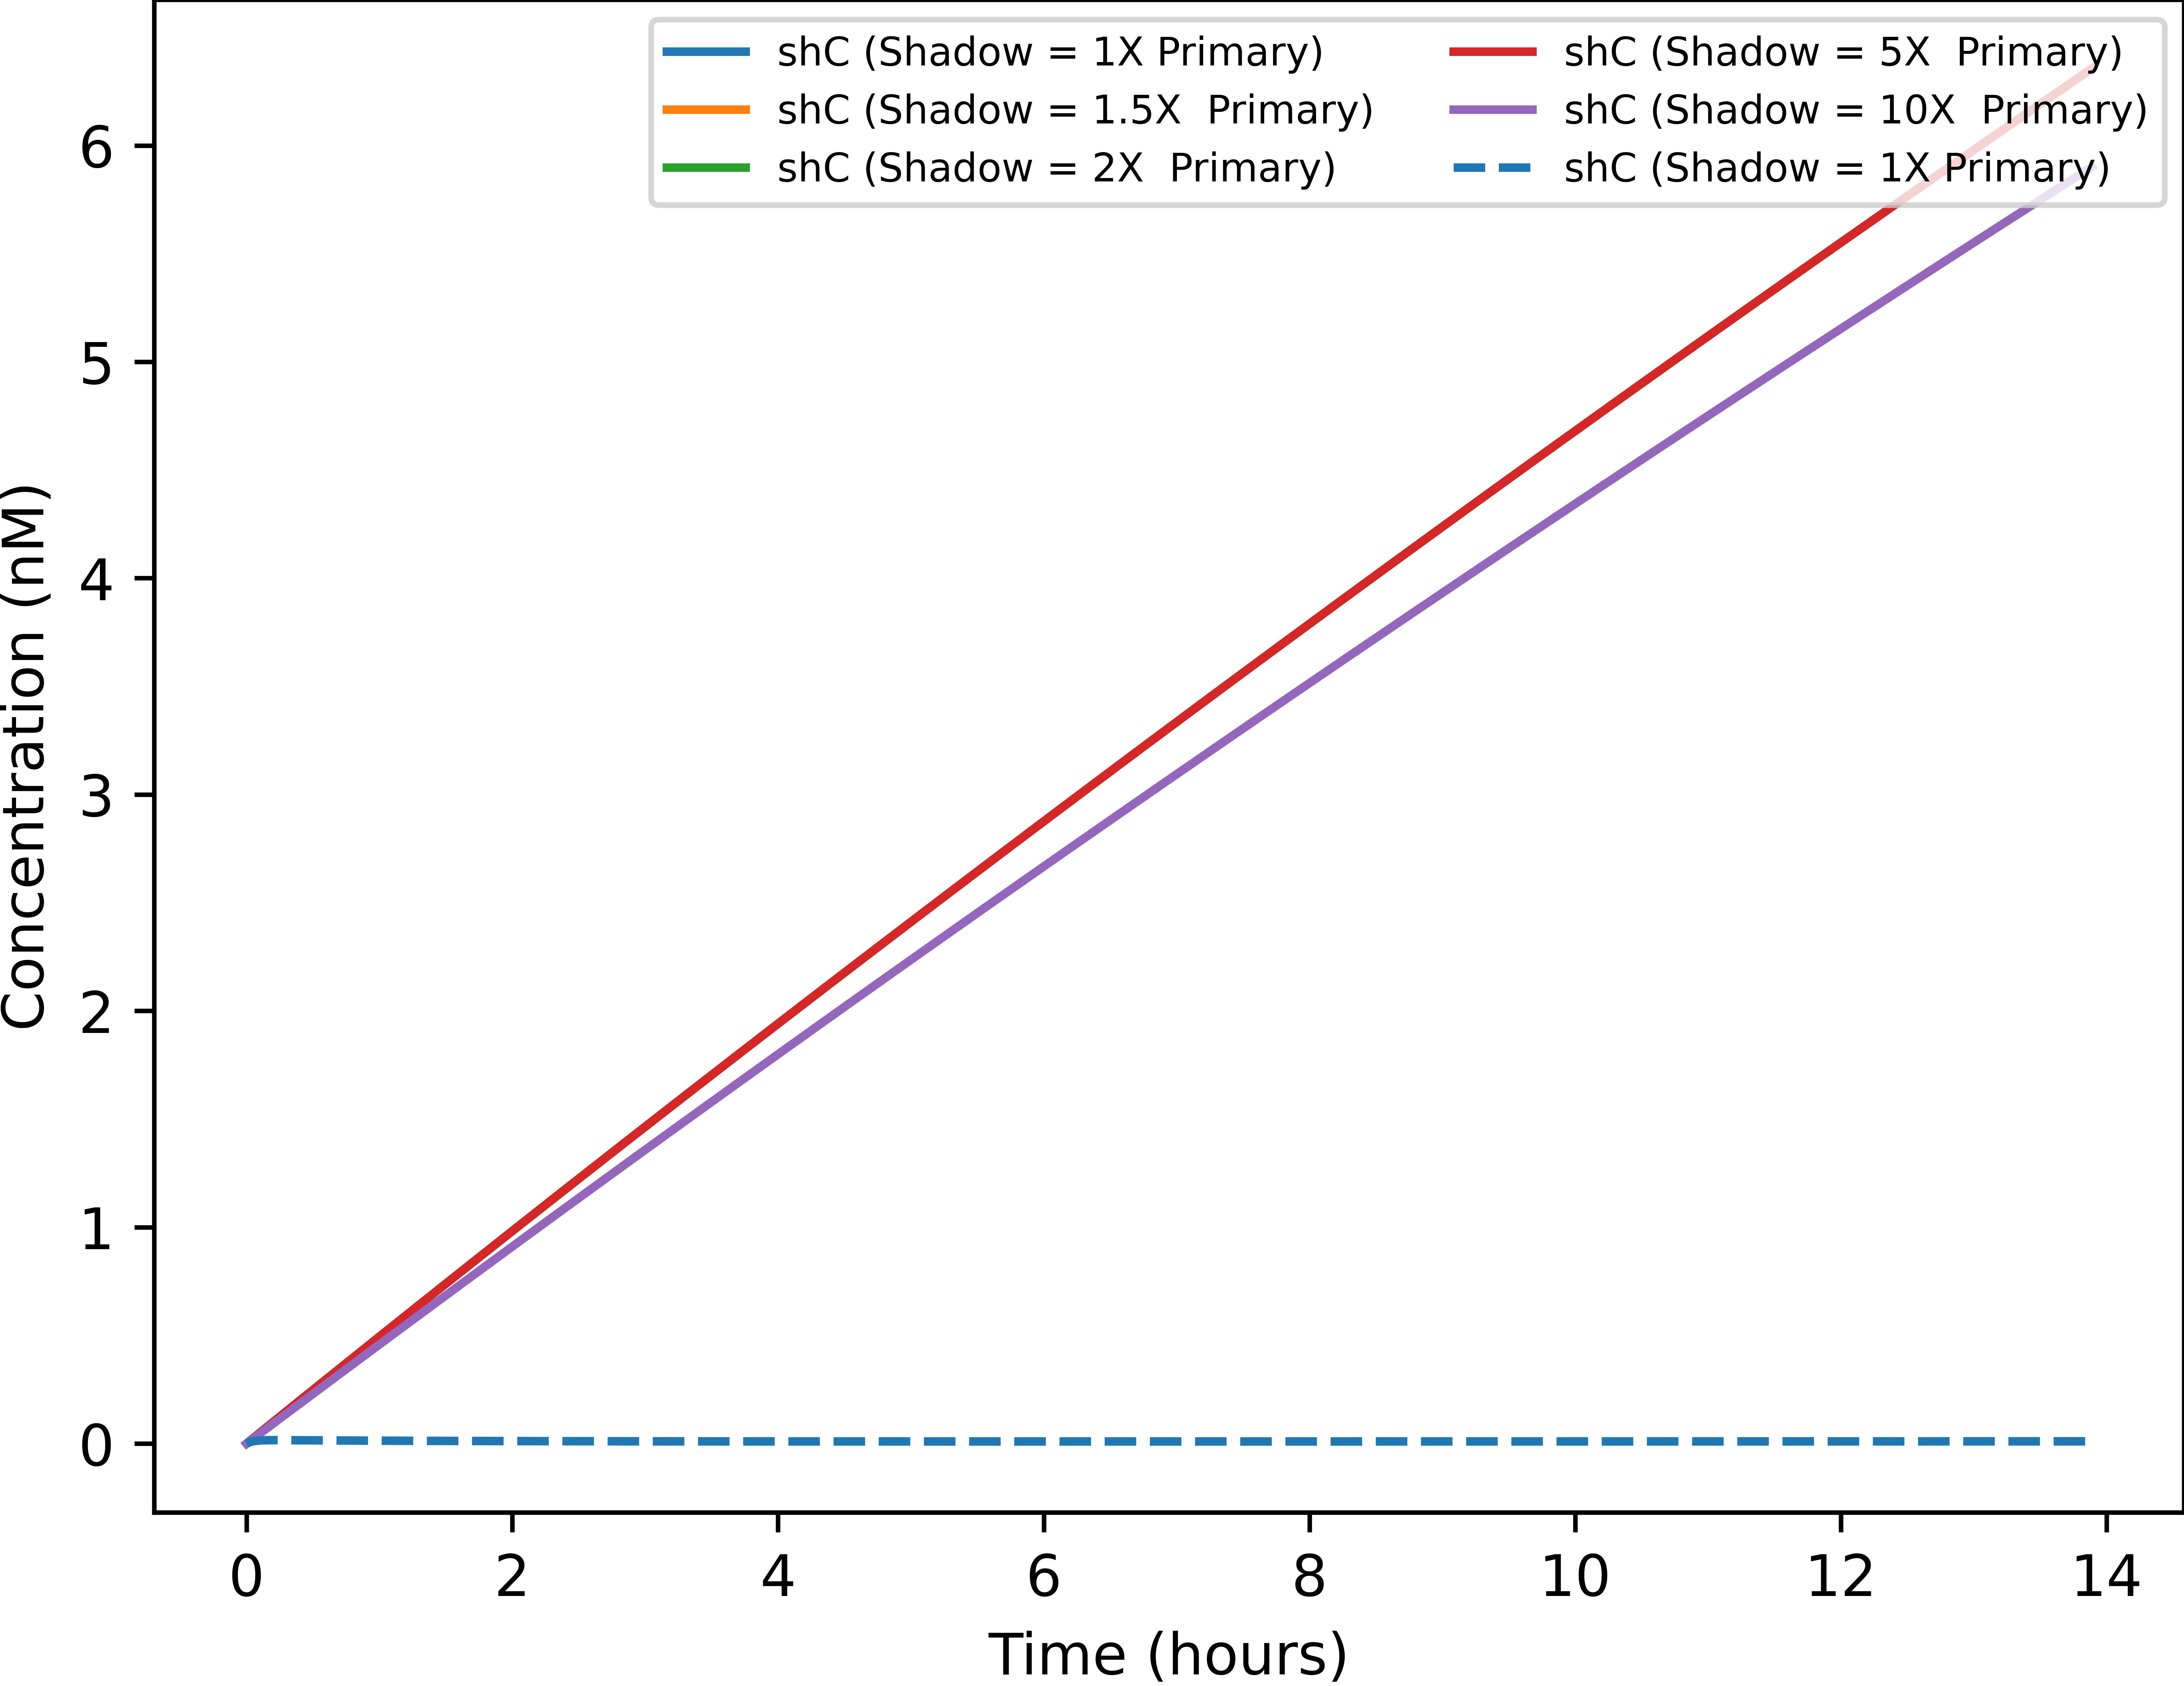 shC (Shadow = 1X Primary)
shC (Shadow = 1.5X  Primary)
shC (Shadow = 2X  Primary)
shC (Shadow = 5X  Primary)
shC (Shadow = 10X  Primary)
shC (Shadow = 1X Primary)
Concentration (nM)
6
5
4
3
2
1
0
0 2 4 6 8 10 12 14
Time (hours)